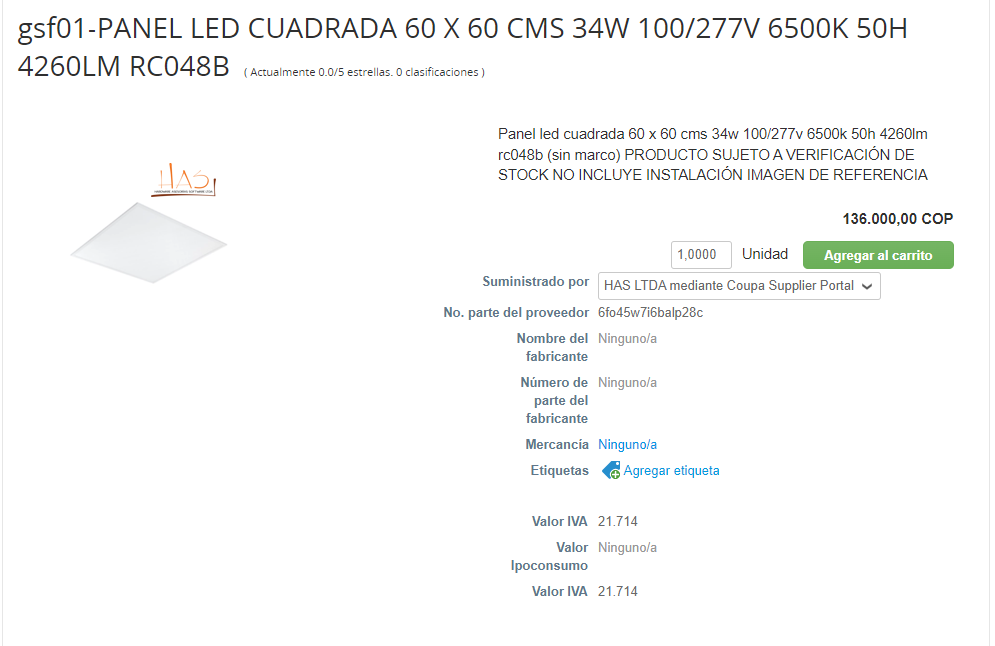 gsf01-PANEL LED CUADRADA 60 X 60 CMS 34W 100/277V 6500K 50H
4260LM RC048B ( Actualmente 0.0/5 estrellas. 0 clasificaciones )
Panel led cuadrada 60 x 60 cms 34w 100/277v 6500k 50h 4260lm
rc048b (sin marco) PRODUCTO SUJETO A VERIFICACIÓN DE
STOCK NO INCLUYE INSTALACIÓN IMAGEN DE REFERENCIA
HAS
136.000,00 COP
1,0000 Unidad Agregar al carrito
Suministrado por HAS LTDA mediante Coupa Supplier Portal
No. parte del proveedor 6fo45w7i6balp28c
Nombre del Ninguno/a
fabricante
Número de Ninguno/a
parte del
fabricante
Mercancía Ninguno/a
Etiquetas Agregar etiqueta
Valor IVA 21.714
Valor Ninguno/a
Ipoconsumo
Valor IVA 21.714